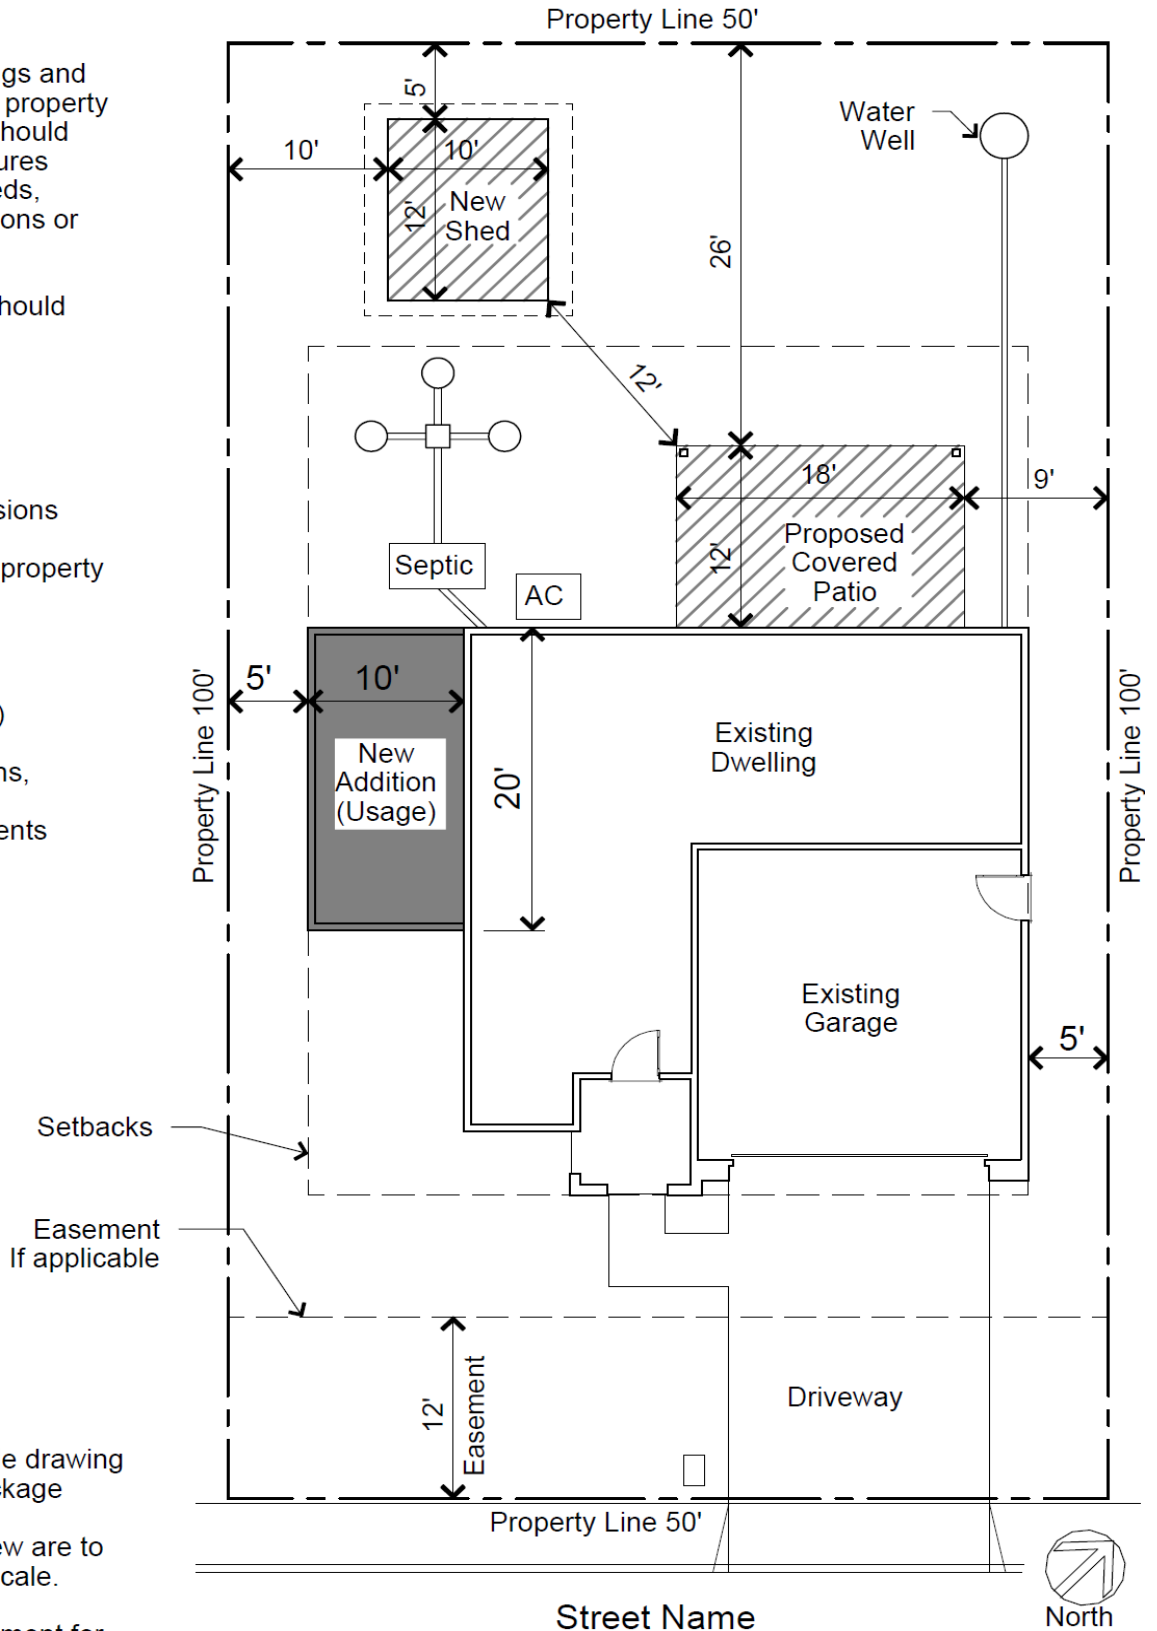 Property Line 50'
gs and
property
hould
ures
eds,
ons or
hould
sions
property
)
ns,
ents
5'
10'
10'
12'
New
Shed
Water
Well
26'
12'
18'
9'
12'
Proposed
Covered
Patio
Septic
AC
5'
10'
Property Line 100'
New
Addition
(Usage)
20'
Existing
Dwelling
Property Line 100'
Existing
Garage
5'
Setbacks
Easement
If applicable
12'
Easement
Driveway
e drawing
ckage
ew are to
cale.
ment for
Property Line 50'
Street Name
North